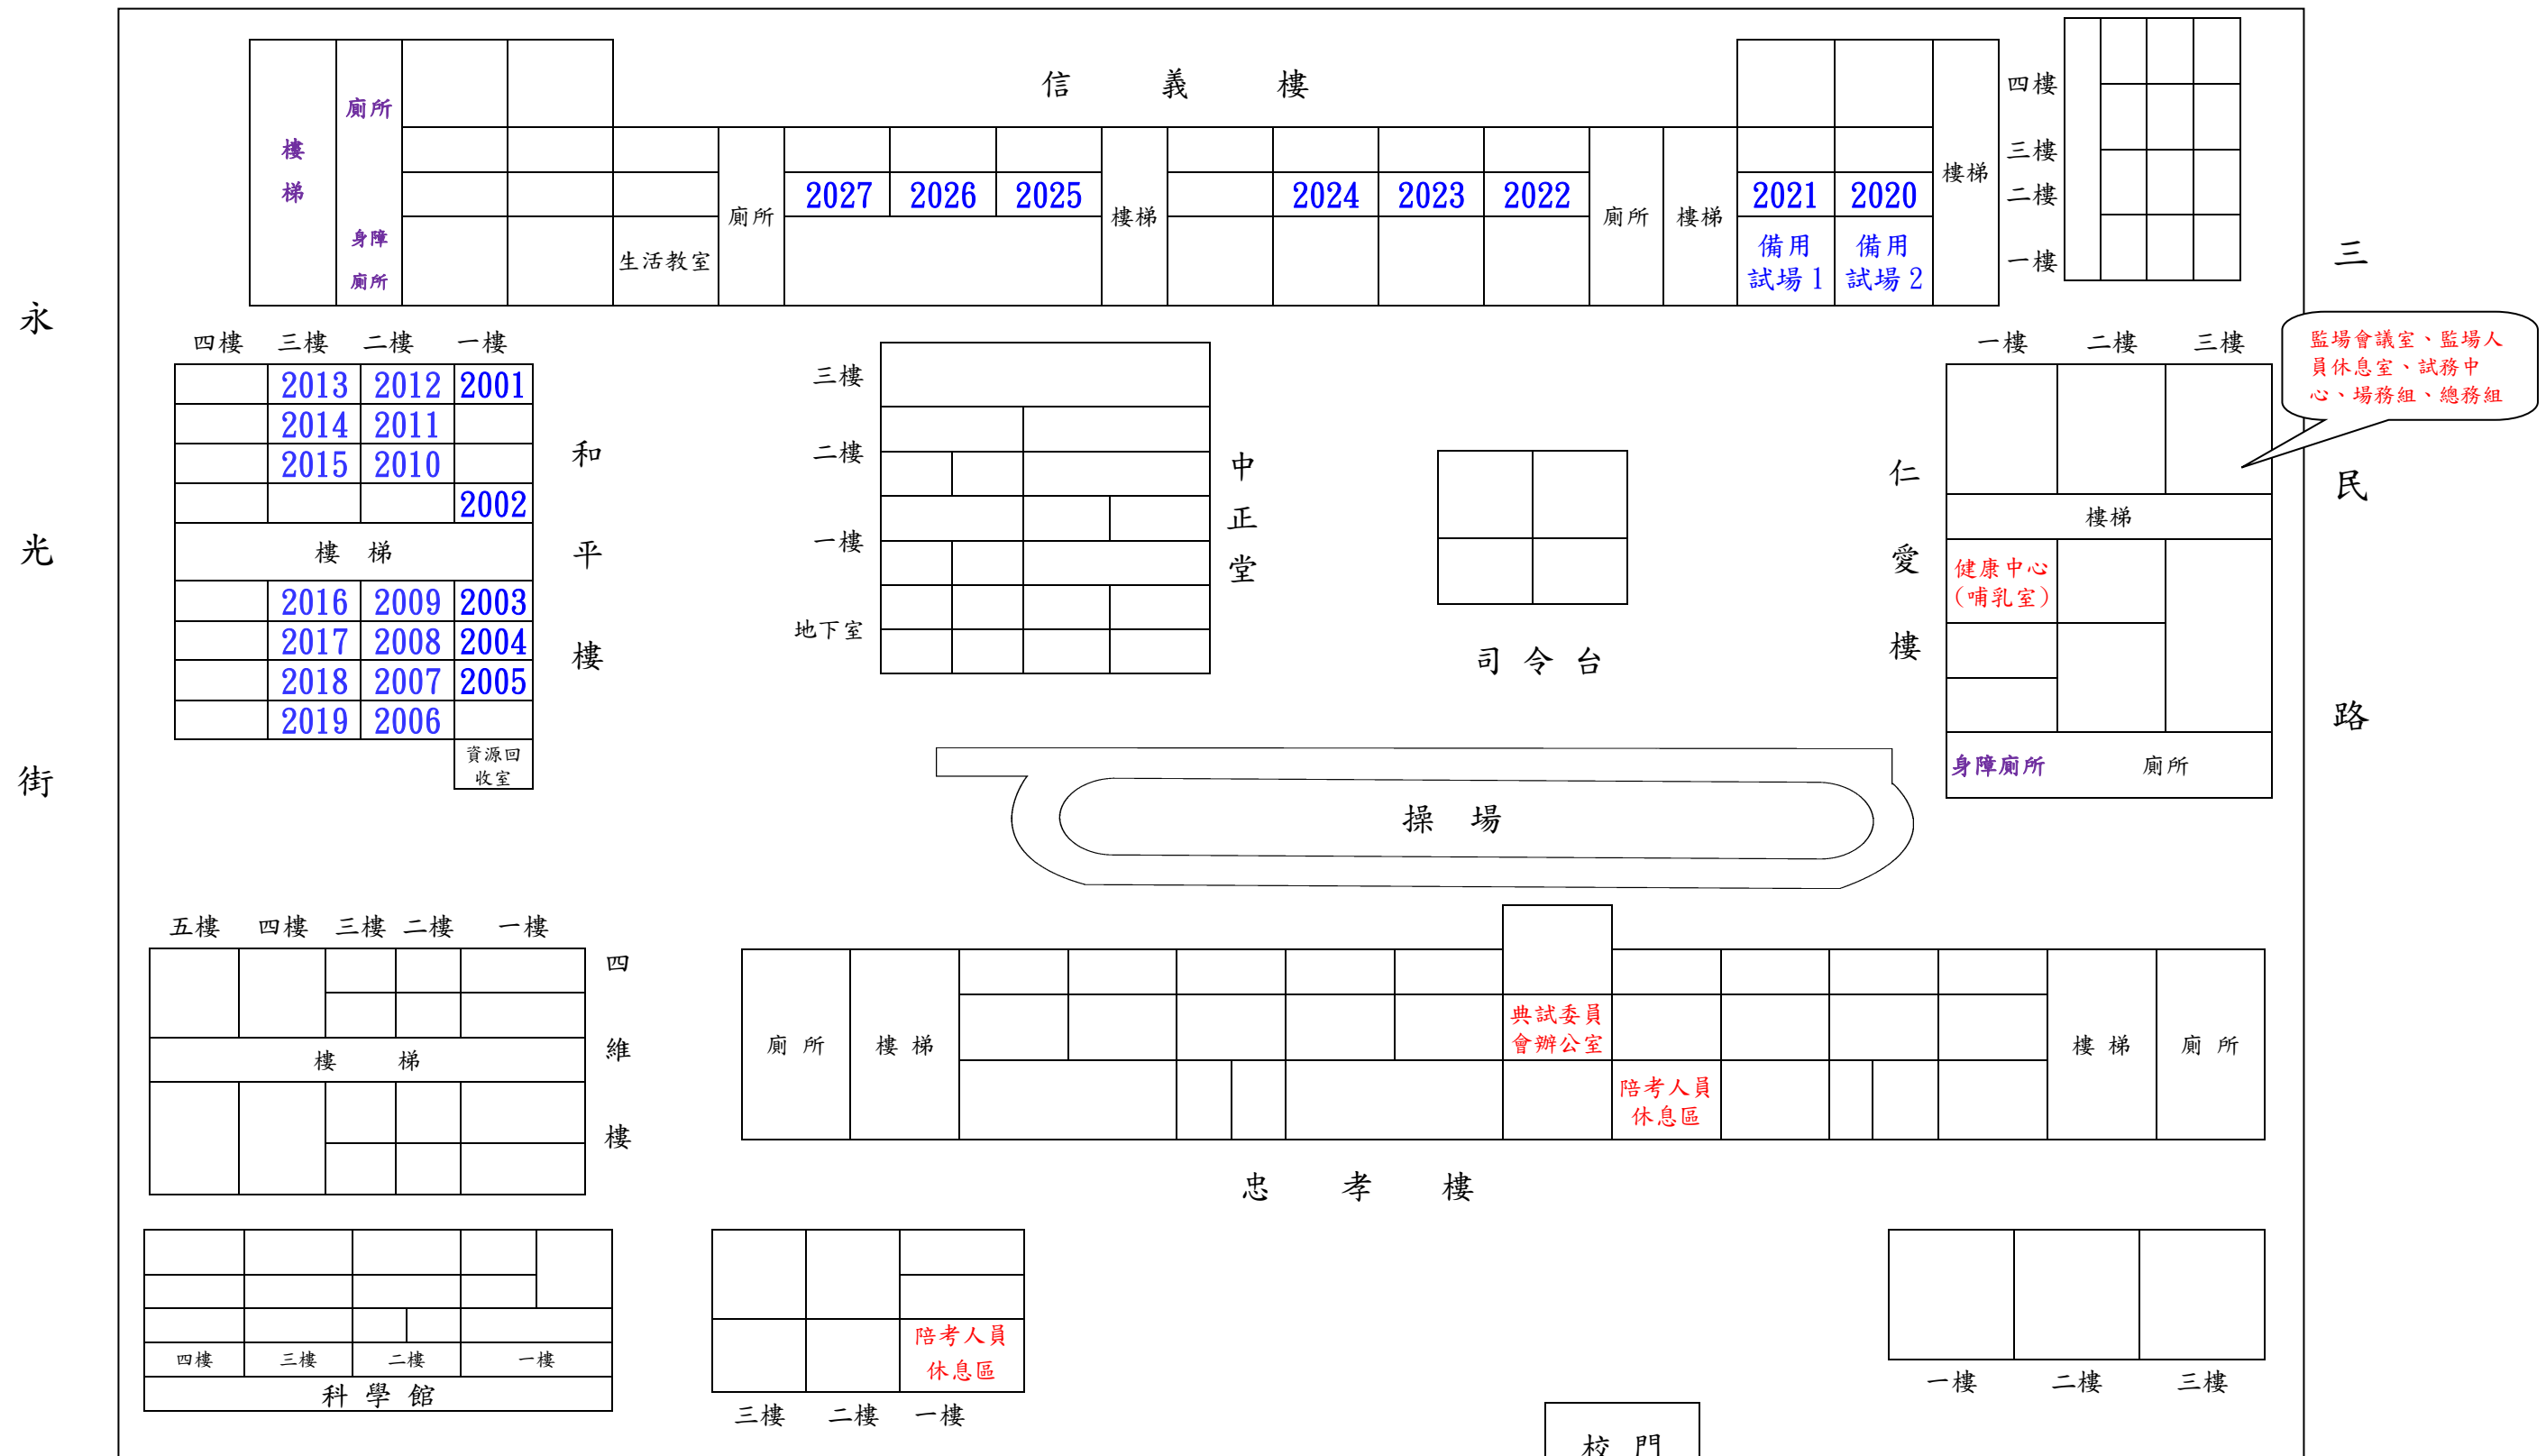 信 義 樓
樓梯
廁所
身障
廁所
生活教室
廁所
2027 2026 2025
樓梯
2024 2023 2022
廁所
樓梯
2021 2020
備用
試場1
備用
試場2
樓梯
四樓
三樓
二樓
一樓
永光街
三民路
四樓 三樓 二樓 一樓
2013 2012 2001
2014 2011
2015 2010
2002
樓 梯
2016 2009 2003
2017 2008 2004
2018 2007 2005
2019 2006
資源回
收室
和平樓
三樓
二樓
一樓
地下室
中正堂
司令台
仁愛樓
一樓 二樓 三樓
監場會議室、監場人
員休息室、試務中
心、場務組、總務組
樓梯
健康中心
(哺乳室)
身障廁所 廁所
操 場
五樓 四樓 三樓 二樓 一樓
樓 梯
四維樓
廁所
樓梯
典試委員
會辦公室
陪考人員
休息區
樓梯
廁所
忠 孝 樓
四樓 三樓 二樓 一樓
科學館
陪考人員
休息區
三樓 二樓 一樓
一樓 二樓 三樓
校門